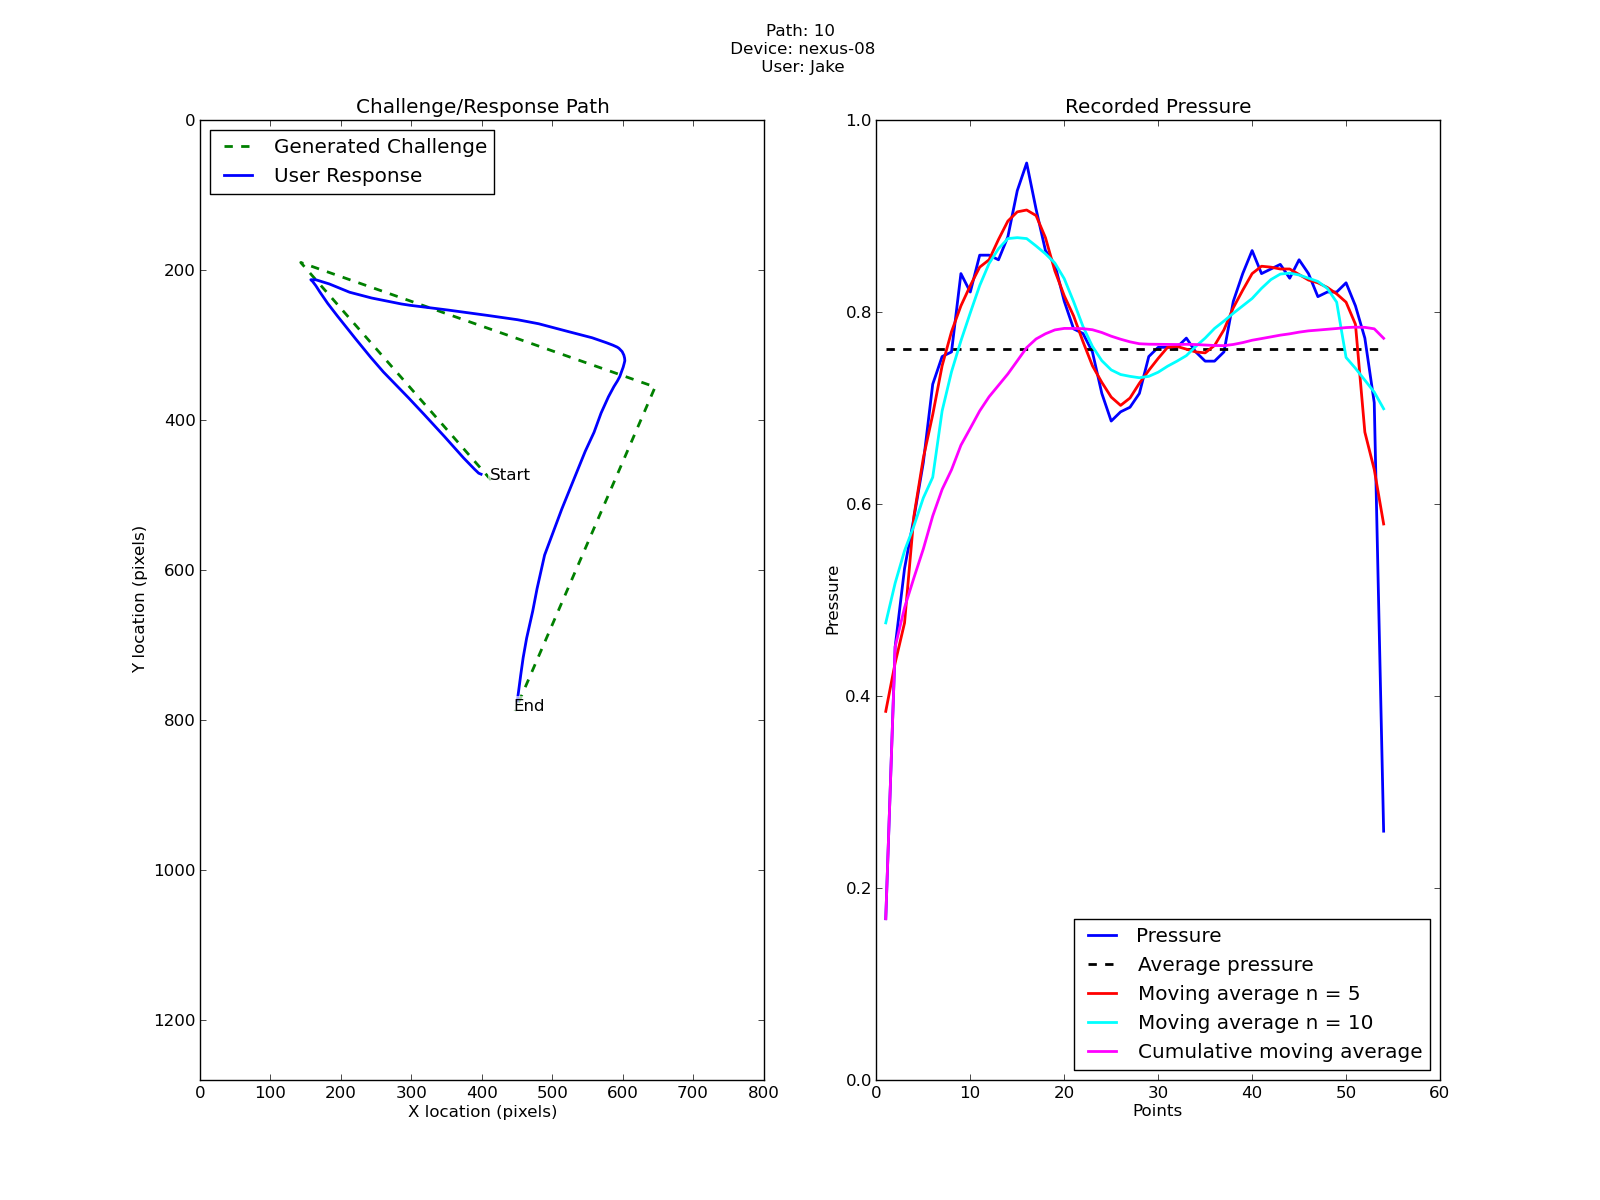 Path: 10
Device: nexus-08
User: Jake
Challenge/Response Path
Generated Challenge
User Response
0
200
400
600
800
1000
1200
Y location (pixels)
Start
End
0 100 200 300 400 500 600 700 800
X location (pixels)
Recorded Pressure
1.0
0.8
0.6
0.4
0.2
0.0
Pressure
Pressure
Average pressure
Moving average n = 5
Moving average n = 10
Cumulative moving average
0 10 20 30 40 50 60
Points